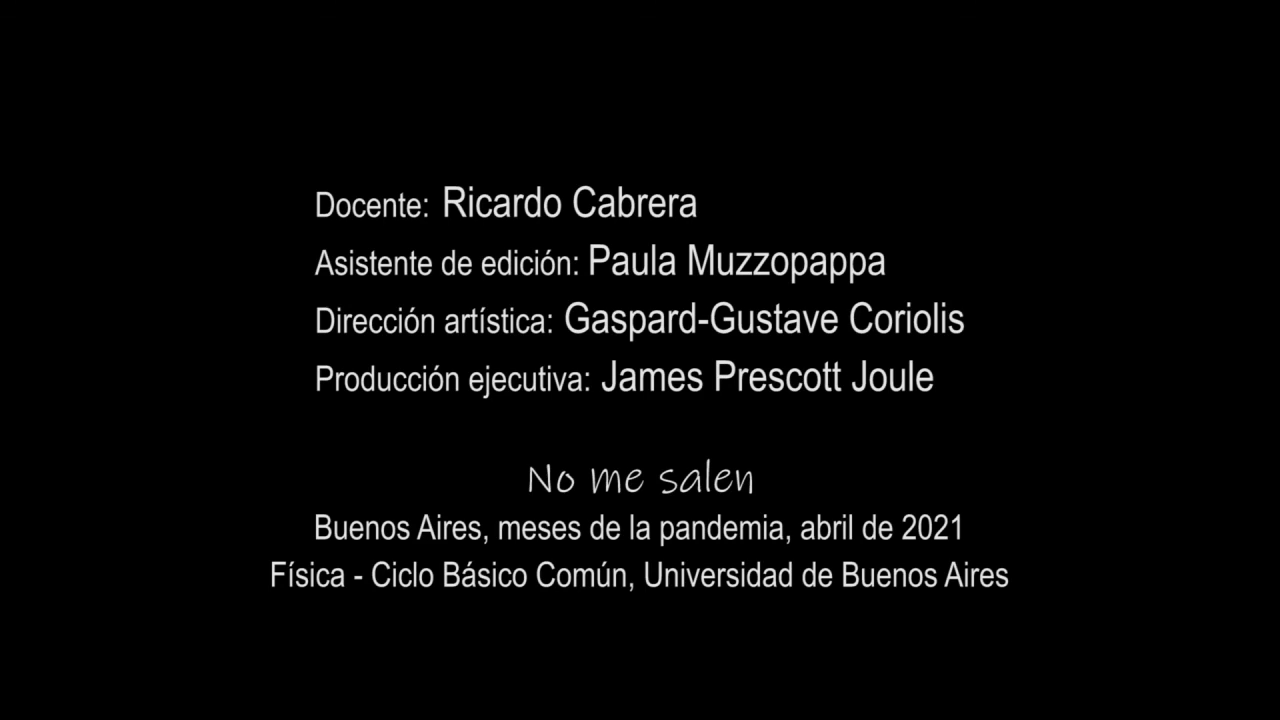 Docente: Ricardo Cabrera
Asistente de edición: Paula Muzzopappa
Dirección artística: Gaspard-Gustave Coriolis
Producción ejecutiva: James Prescott Joule
No me salen
Buenos Aires, meses de la pandemia, abril de 2021
Física - Ciclo Básico Común, Universidad de Buenos Aires